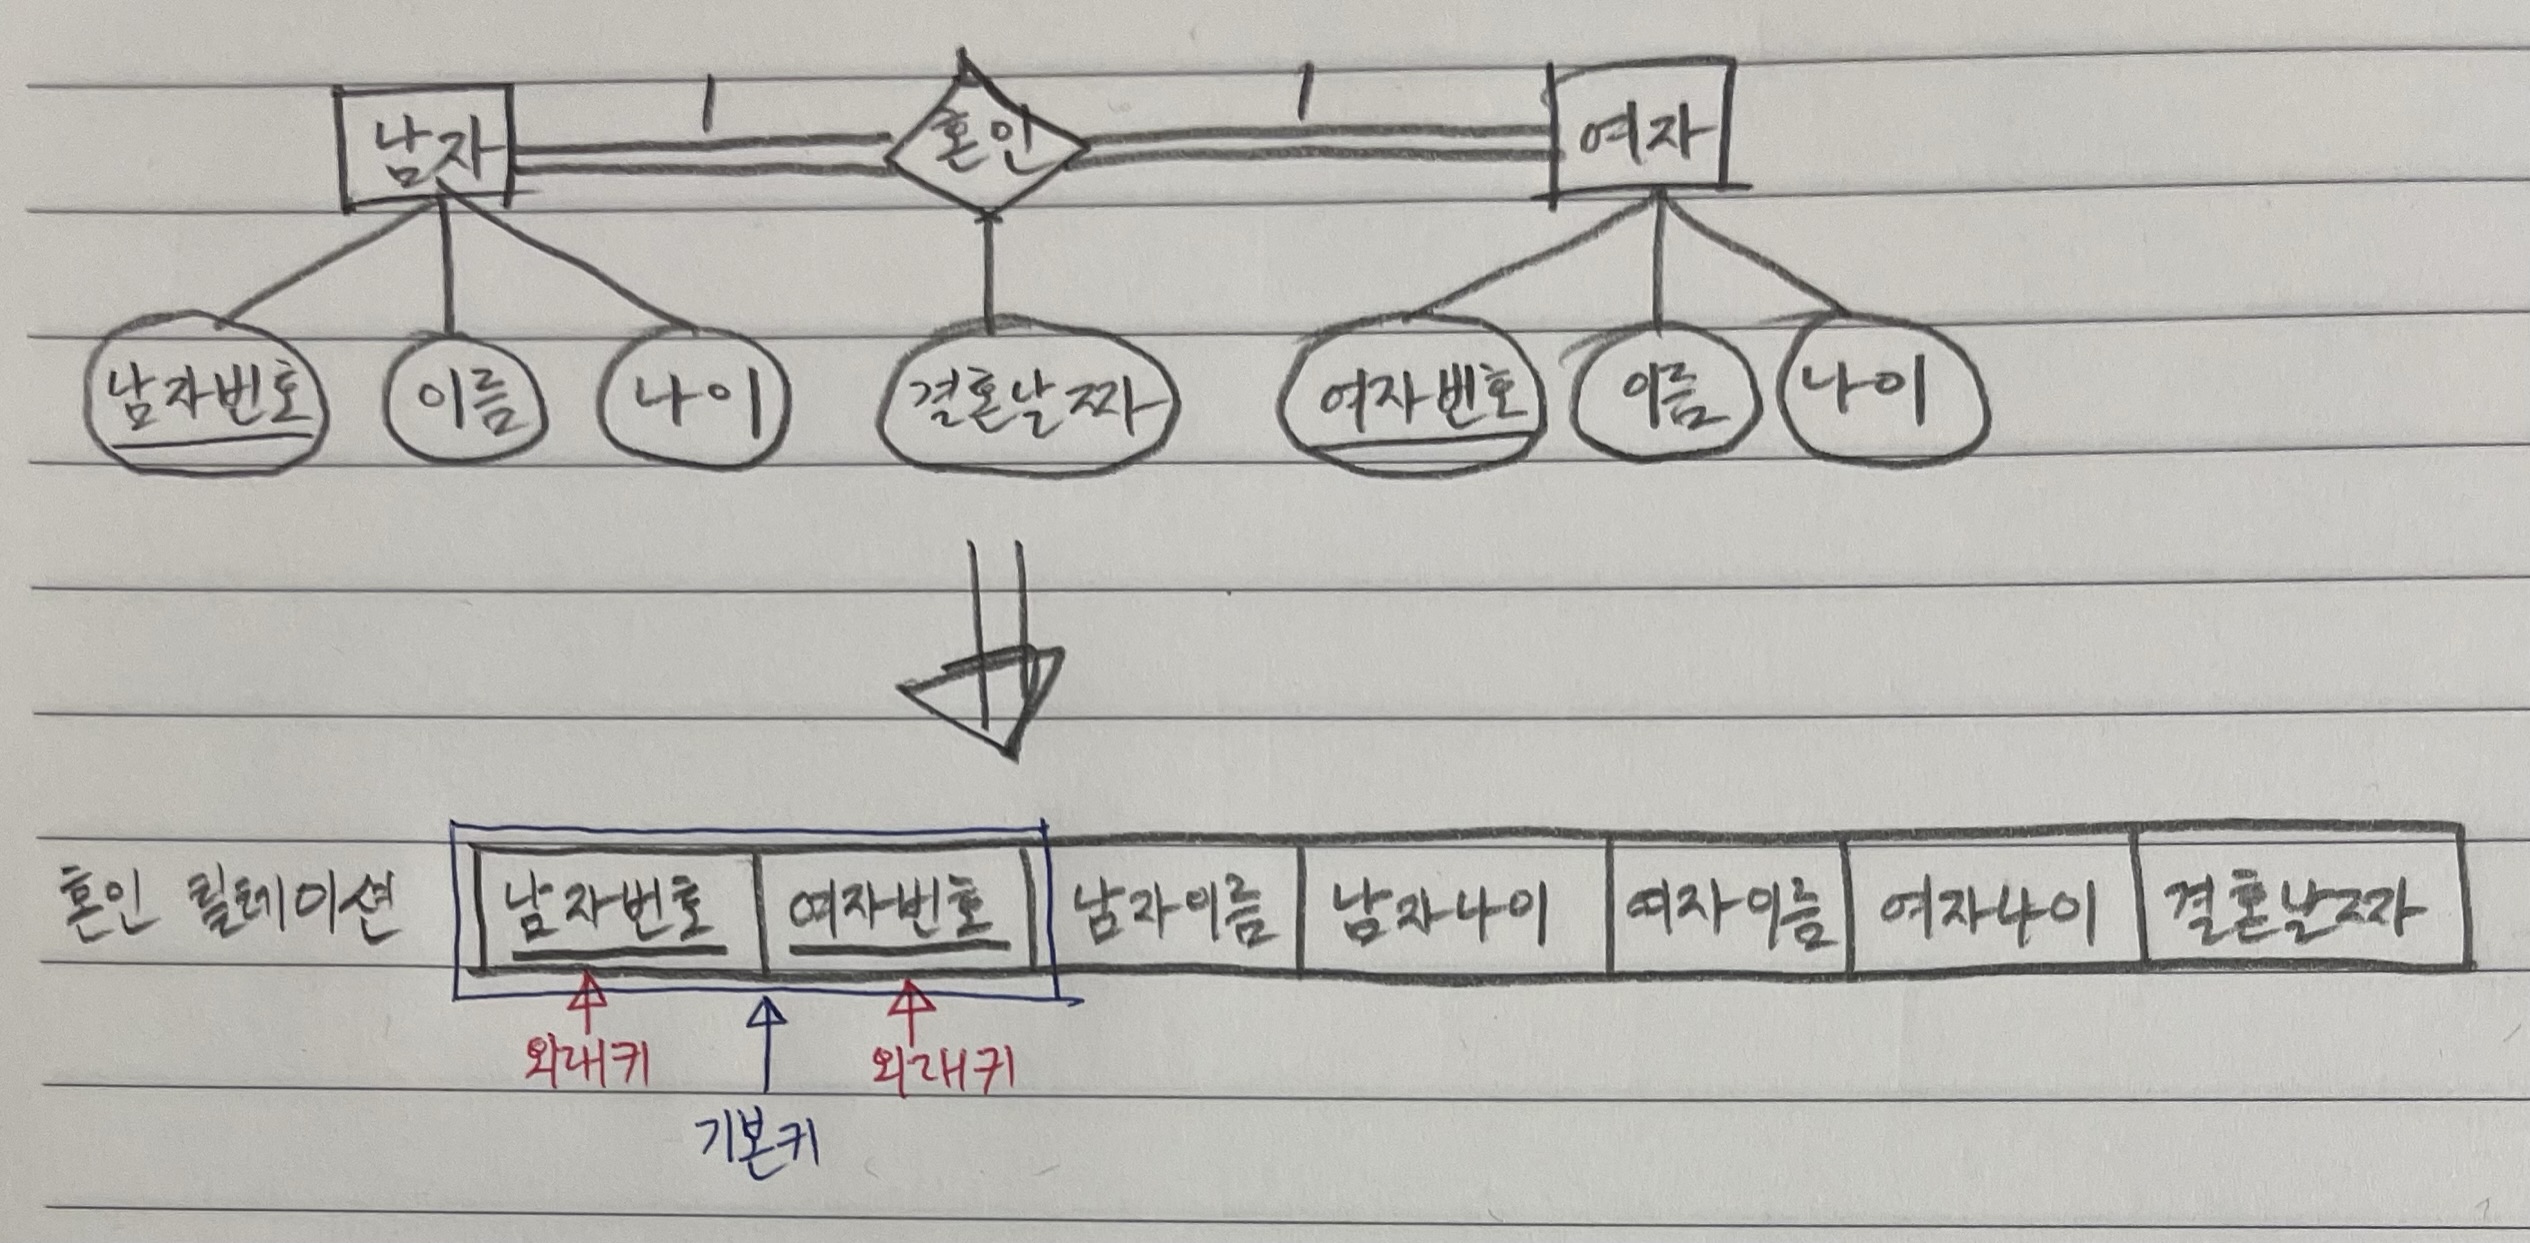 남자 1 혼인 1 여자
남자번호 이름 나이 결혼날짜 여자번호 이름 나이
혼인 릴레이션 남자번호 여자번호 남자이름 남자나이 여자이름 여자나이 결혼날짜
외래키 외래키
기본키